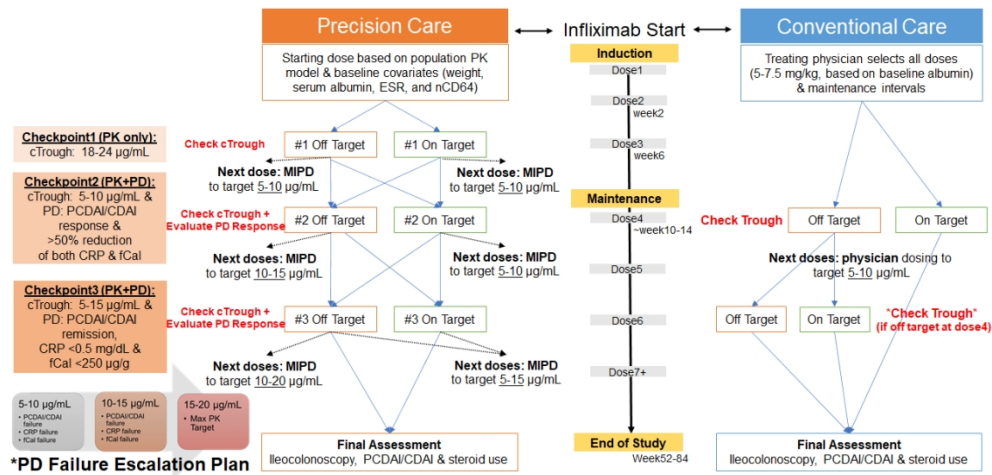 Precision Care
Infliximab Start
Conventional Care
Starting dose based on population PK
model & baseline covariates (weight,
serum albumin, ESR, and nCD64)
Induction
Dose1
Dose2
week2
Dose3
week6
Maintenance
Dose4
~week10-14
Dose5
Dose6
Dose7+
End of Study
Week52-84
Treating physician selects all doses
(5-7.5 mg/kg, based on baseline albumin)
& maintenance intervals
Checkpoint1 (PK only):
cTrough: 18-24 µg/mL
Checkpoint2 (PK+PD):
cTrough: 5-10 µg/mL &
PD: PCDAI/CDAI
response &
>50% reduction
of both CRP & fCal
Checkpoint3 (PK+PD):
cTrough: 5-15 µg/mL &
PD: PCDAI/CDAI
remission,
CRP <0.5 mg/dL &
fCal <250 µg/g
Check cTrough
#1 Off Target
#1 On Target
Next dose: MIPD
to target 5-10 µg/mL
Next dose: MIPD
to target 5-10 µg/mL
Check cTrough +
Evaluate PD Response
#2 Off Target
#2 On Target
Next doses: MIPD
to target 10-15 µg/mL
Next doses: MIPD
to target 5-10 µg/mL
Check cTrough +
Evaluate PD Response
#3 Off Target
#3 On Target
Next doses: MIPD
to target 10-20 µg/mL
Next doses: MIPD
to target 5-15 µg/mL
Final Assessment
Ileocolonoscopy, PCDAI/CDAI & steroid use
Check Trough
Off Target
On Target
Next doses: physician dosing to
target 5-10 µg/mL
Off Target
On Target
*Check Trough*
(if off target at dose4)
Final Assessment
Ileocolonoscopy, PCDAI/CDAI & steroid use
5-10 µg/mL
• PCDAI/CDAI
failure
• CRP failure
• fCal failure
10-15 µg/mL
• PCDAI/CDAI
failure
• CRP failure
• fCal failure
15-20 µg/mL
• Max PK
Target
*PD Failure Escalation Plan